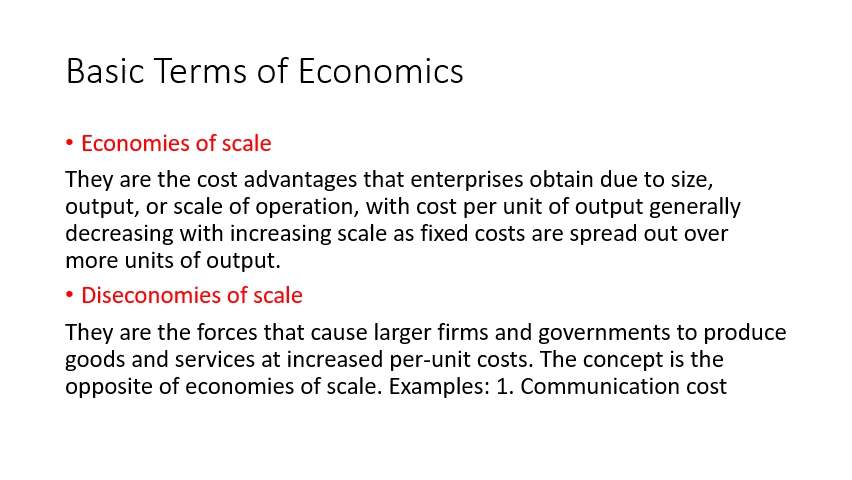 Basic Terms of Economics
• Economies of scale
They are the cost advantages that enterprises obtain due to size,
output, or scale of operation, with cost per unit of output generally
decreasing with increasing scale as fixed costs are spread out over
more units of output.
• Diseconomies of scale
They are the forces that cause larger firms and governments to produce
goods and services at increased per-unit costs. The concept is the
opposite of economies of scale. Examples: 1. Communication cost